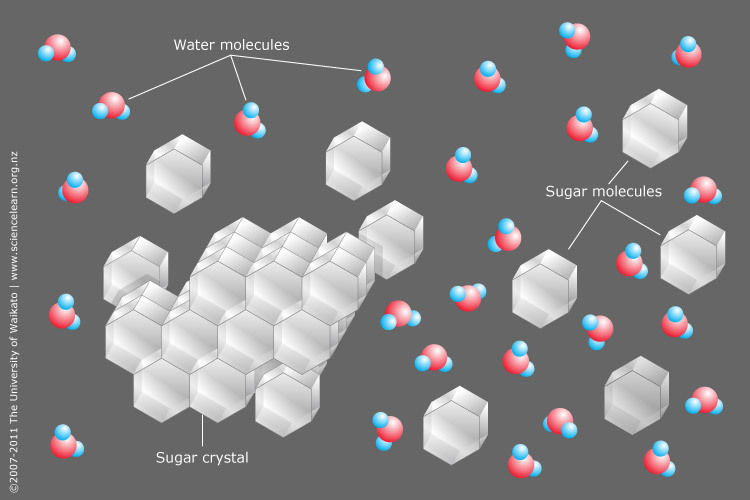 Water molecules
Sugar molecules
Sugar crystal
©2007-2011 The University of Waikato | www.sciencelearn.org.nz